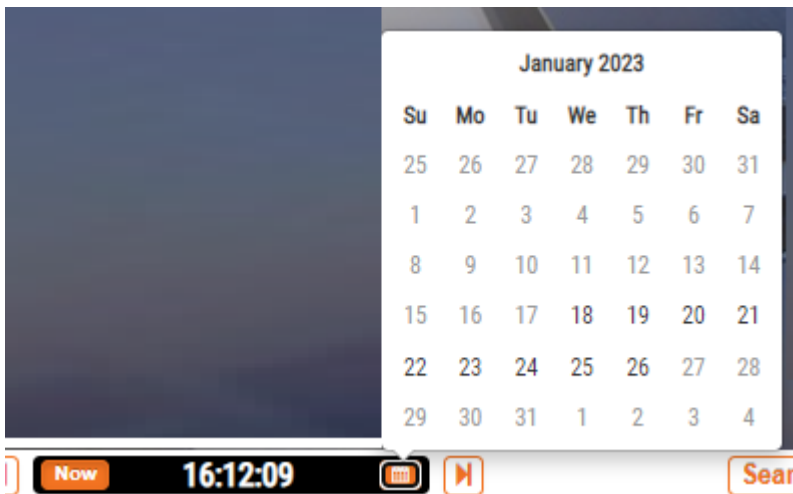 January 2023
Su Mo Tu We Th Fr Sa
25 26 27 28 29 30 31
1 2 3 4 5 6 7
8 9 10 11 12 13 14
15 16 17 18 19 20 21
22 23 24 25 26 27 28
29 30 31 1 2 3 4
Now 16:12:09 Sear